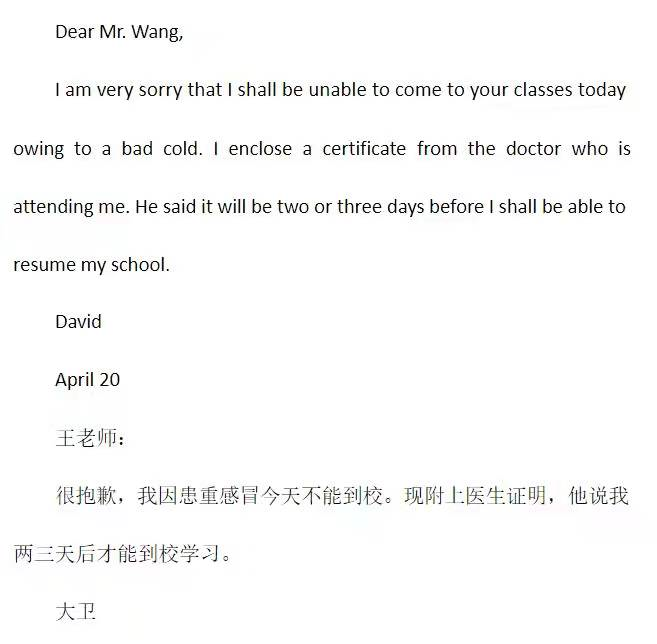 Dear Mr. Wang,
I am very sorry that I shall be unable to come to your classes today
owing to a bad cold. I enclose a certificate from the doctor who is
attending me. He said it will be two or three days before I shall be able to
resume my school.
David
April 20
王老师：
很抱歉，我因患重感冒今天不能到校。现附上医生证明，他说我
两三天后才能到校学习。
大卫